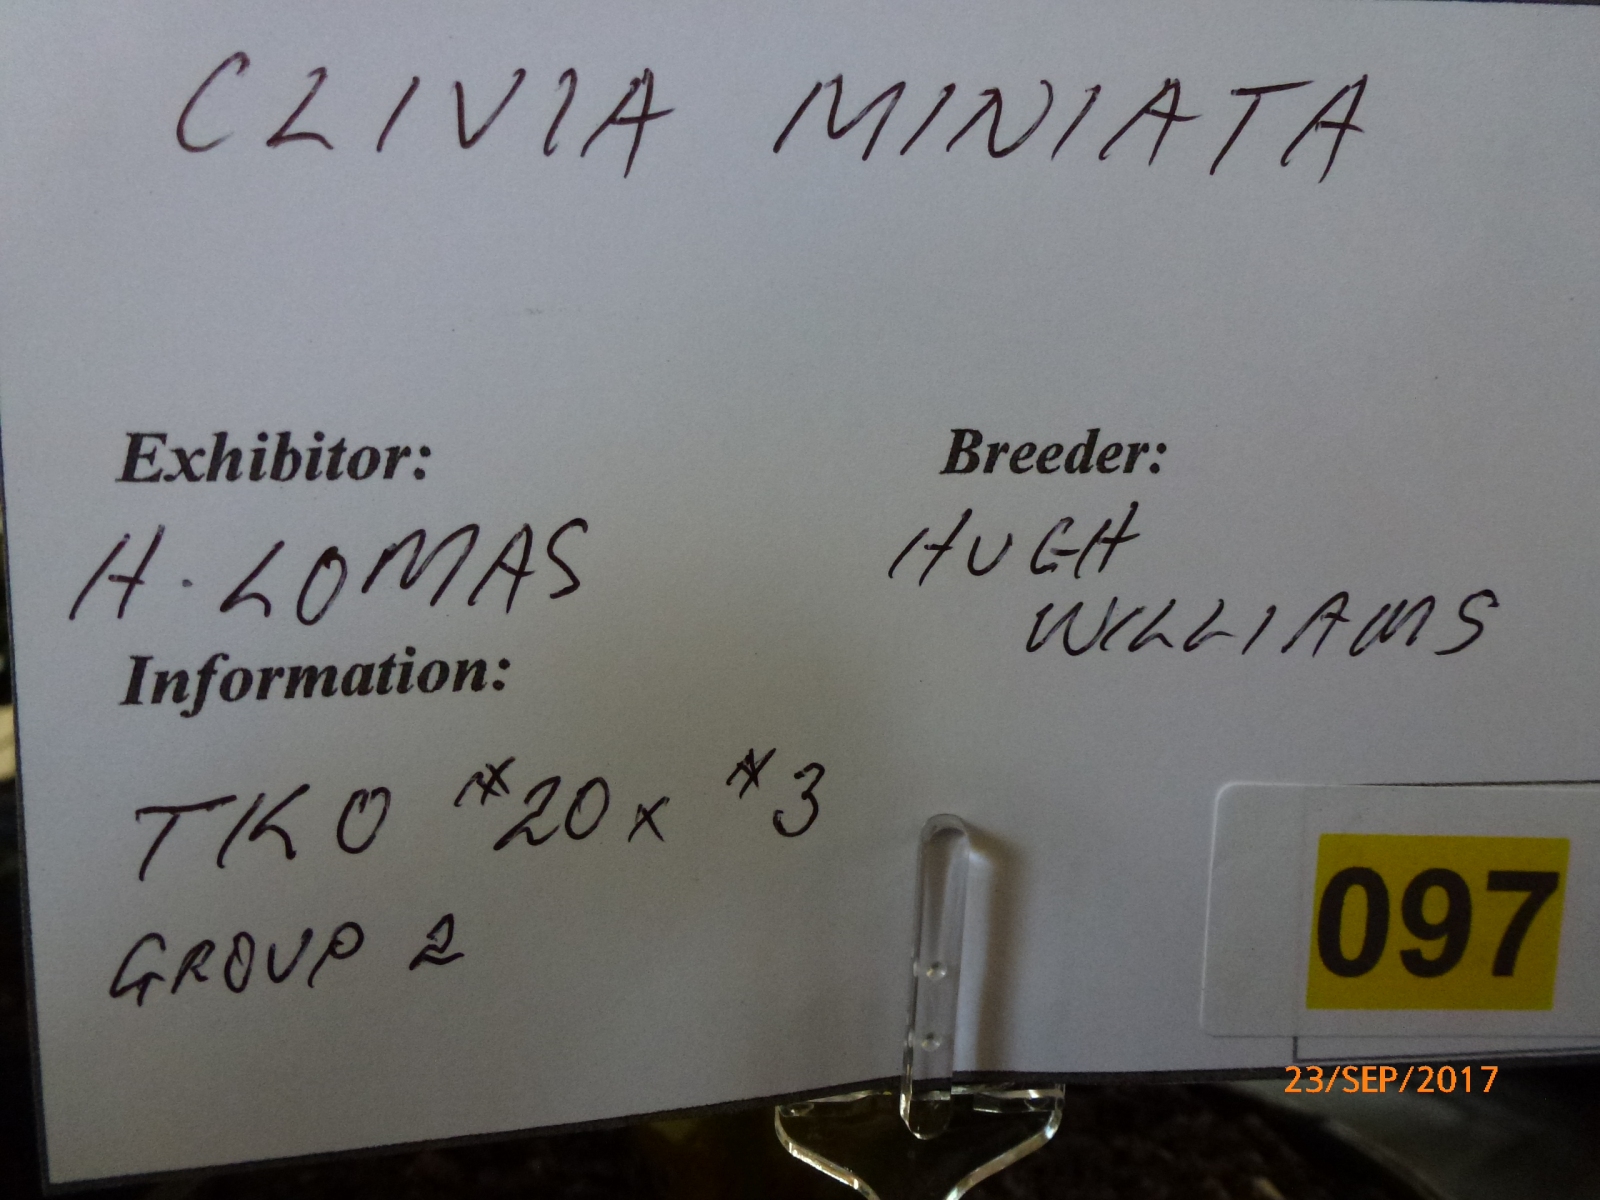 CLIVIA MINIATA
Exhibitor:
H. LOMAS
Breeder:
HUGH
WILLIAMS
Information:
TKO #20 x #3
GROUP 2
097
23/SEP/2017